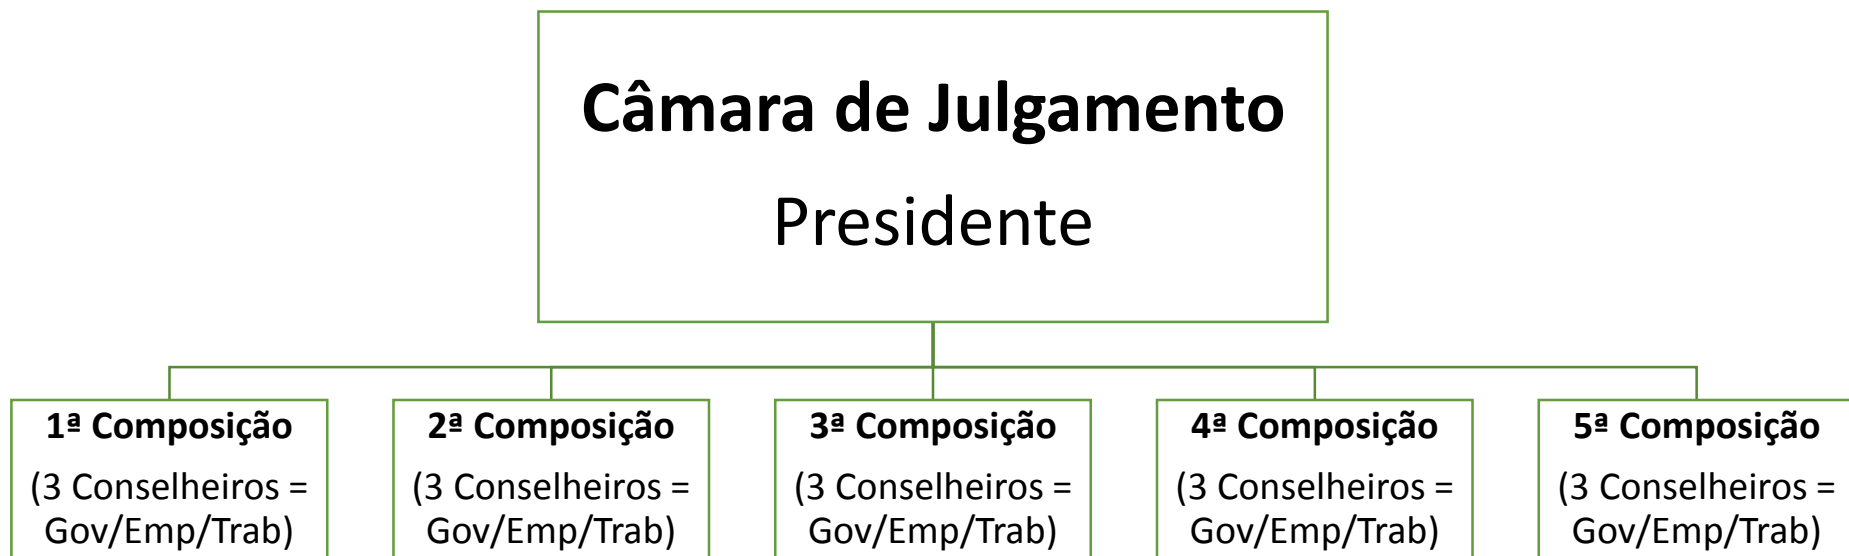 Câmara de Julgamento
Presidente
1ª Composição
(3 Conselheiros =
Gov/Emp/Trab)
2ª Composição
(3 Conselheiros =
Gov/Emp/Trab)
3ª Composição
(3 Conselheiros =
Gov/Emp/Trab)
4ª Composição
(3 Conselheiros =
Gov/Emp/Trab)
5ª Composição
(3 Conselheiros =
Gov/Emp/Trab)